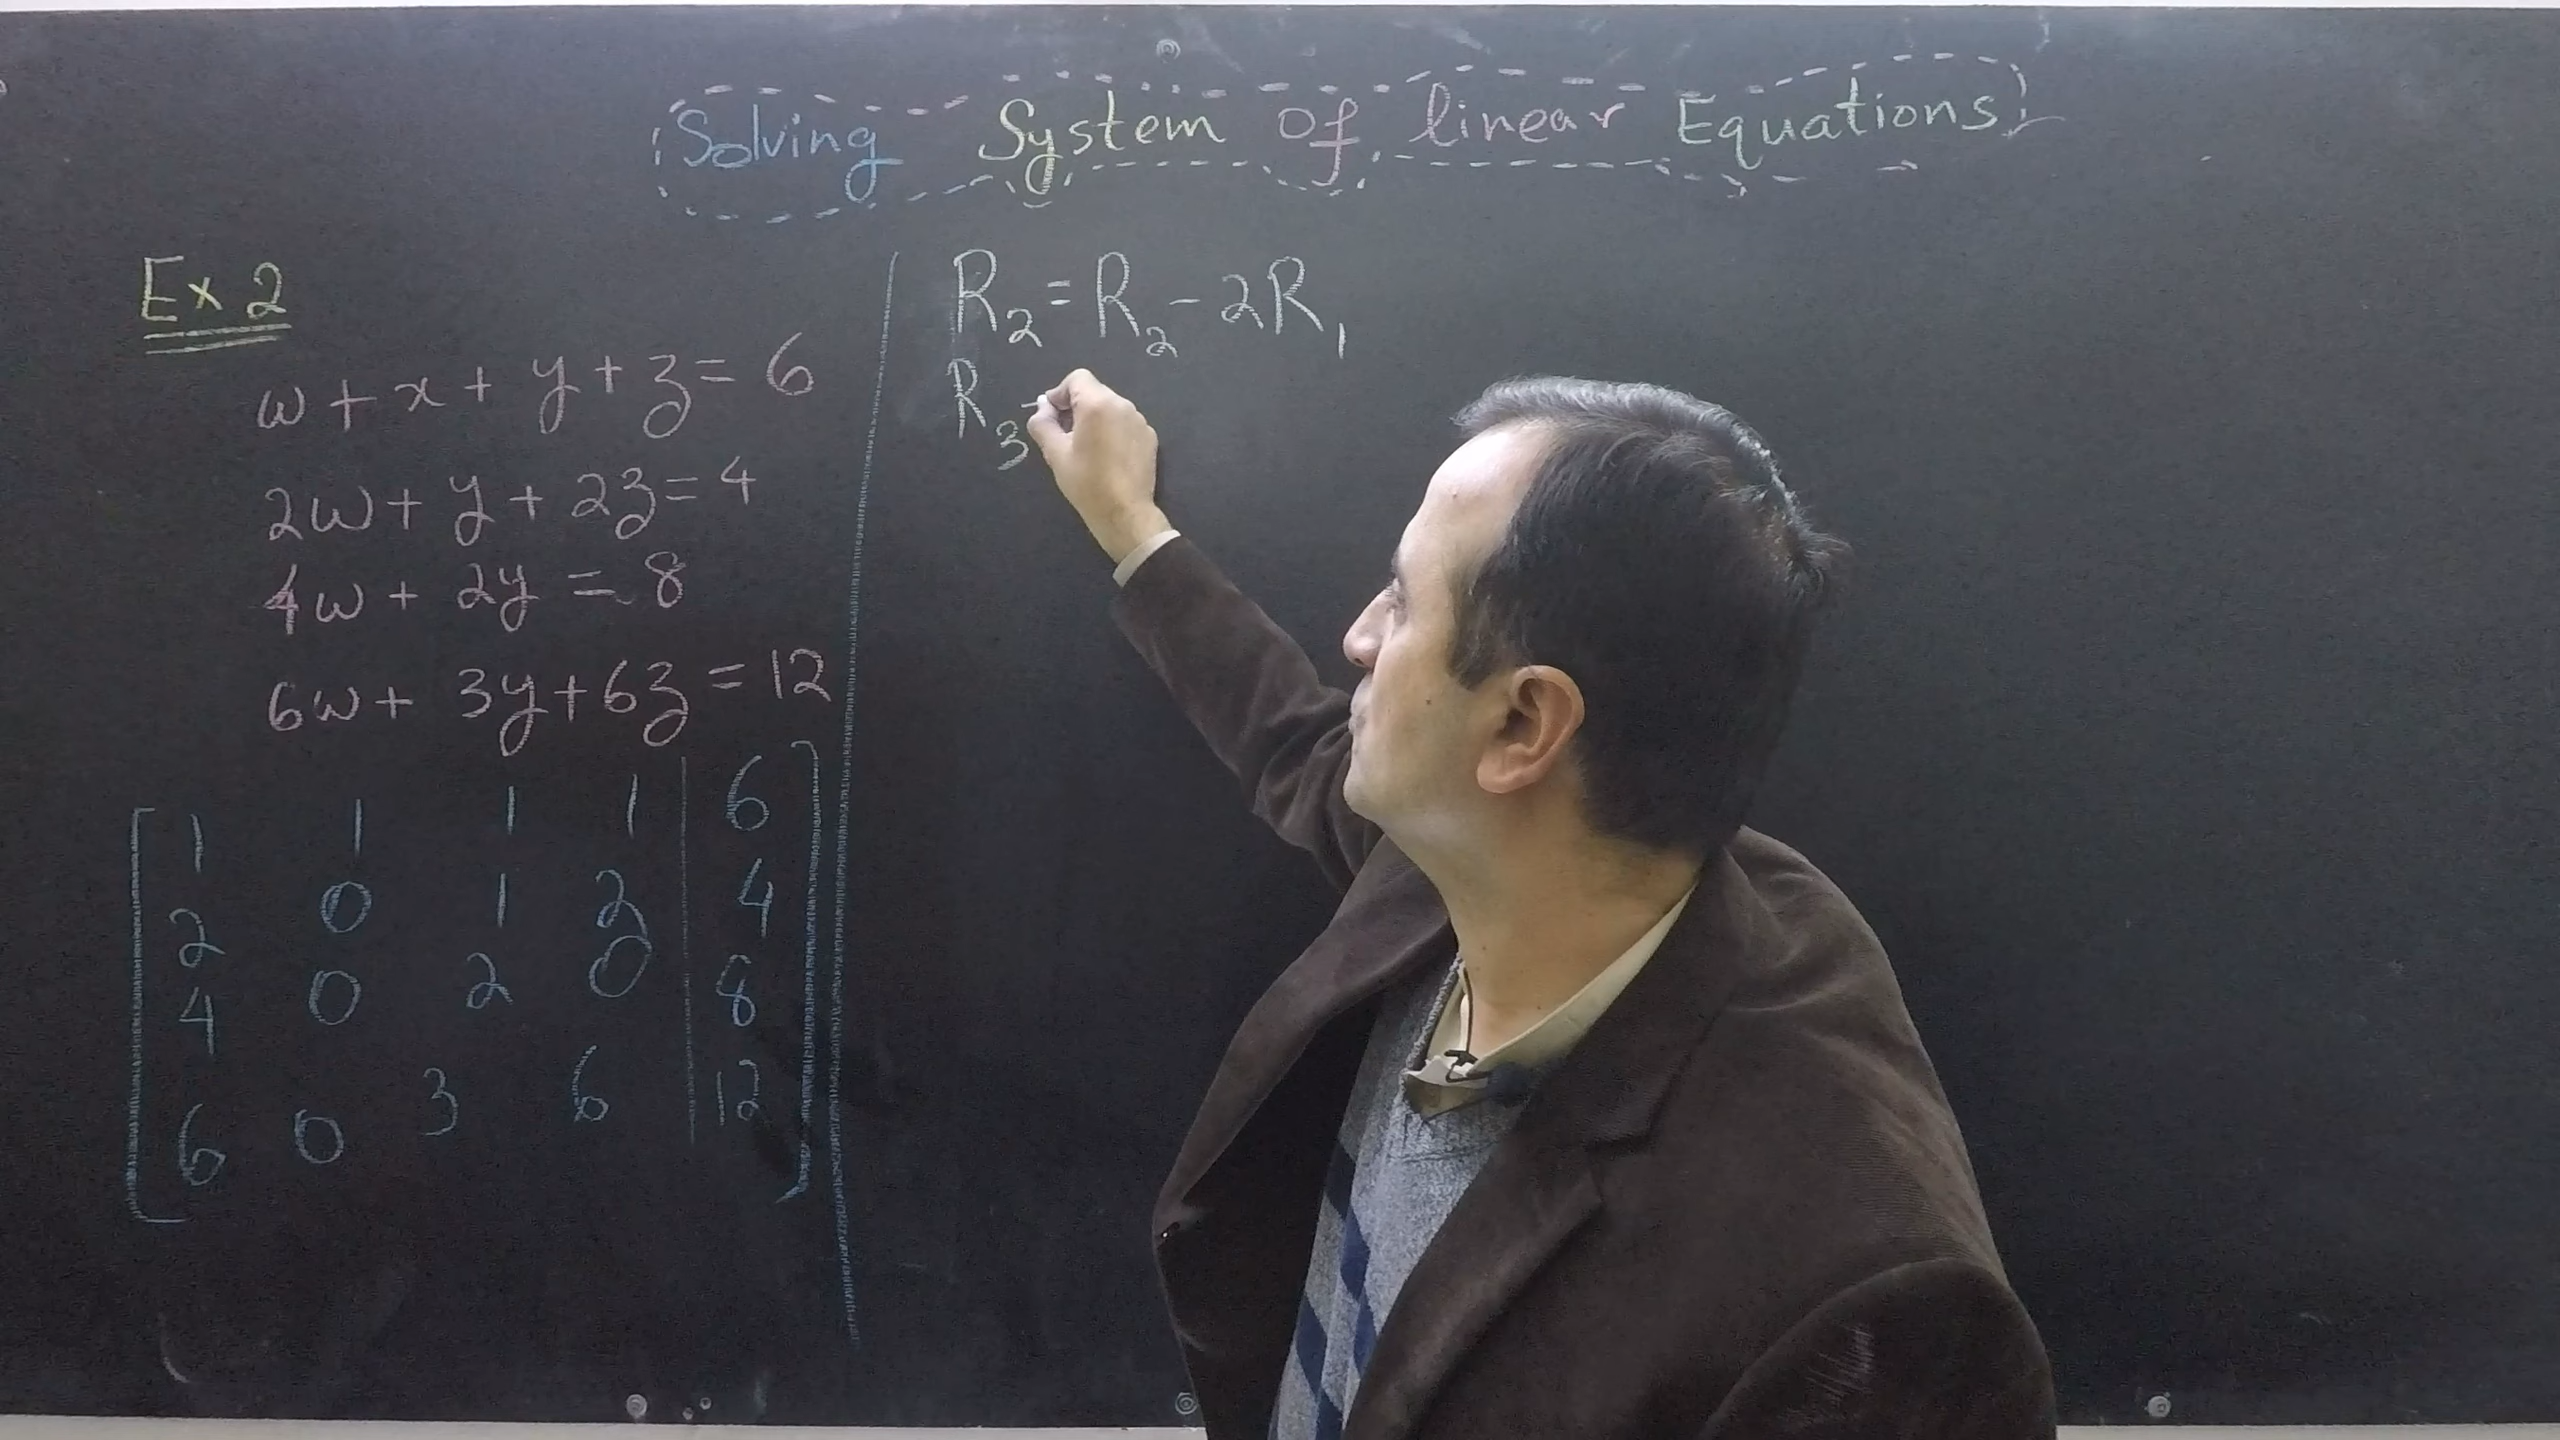 Solving System Of linear Equations
Ex 2
w + x + y + z = 6
2w + y + 2z = 4
4w + 2y = 8
6w + 3y + 6z = 12
1 1 1 1 | 6
2 0 1 2 | 4
4 0 2 0 | 8
6 0 3 6 | 12
R₂ = R₂ - 2R₁
R₃ -